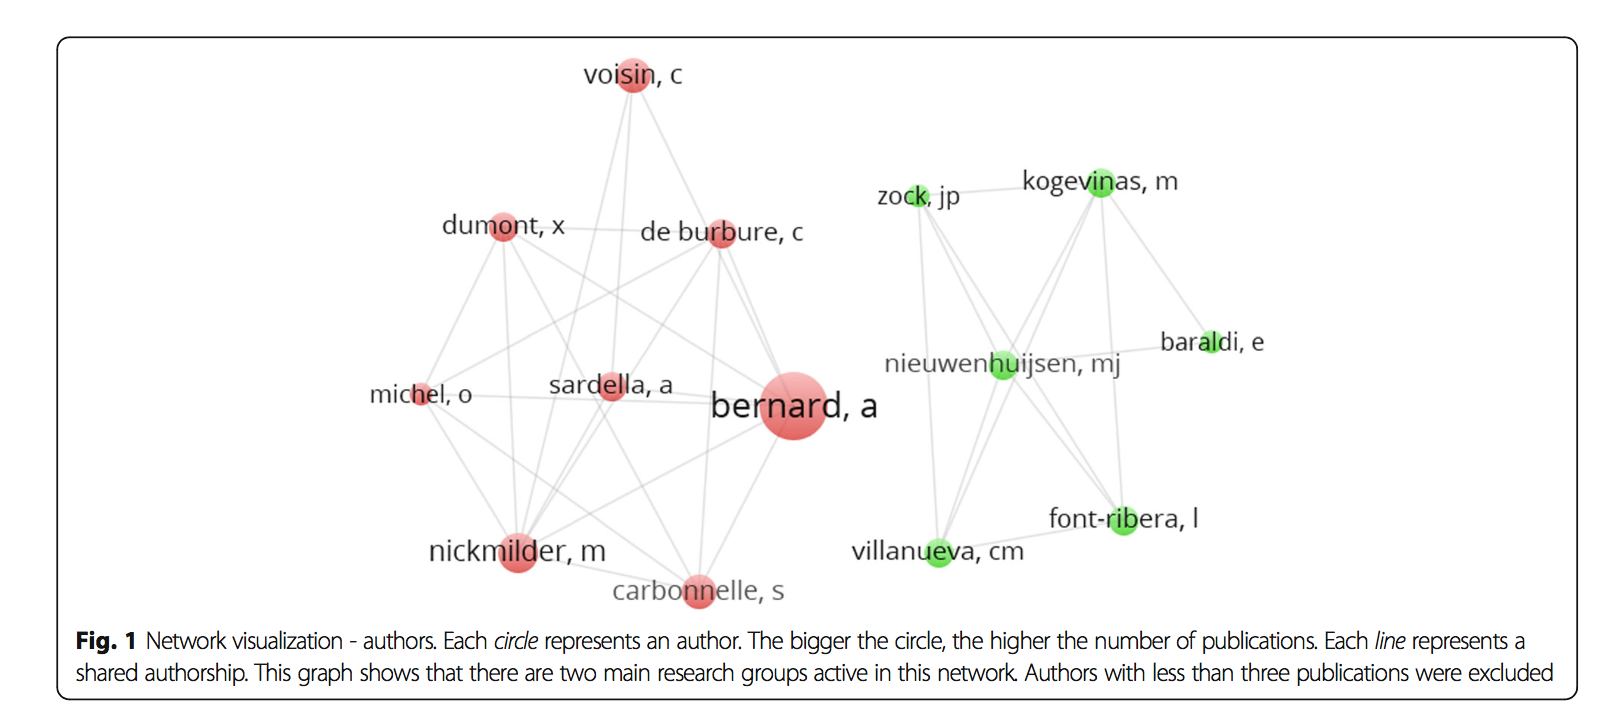 voisin, c
kogevinas, m
zock, jp
dumont, x
de burbure, c
baraldi, e
nieuwenhuijsen, mj
michel, o
sardella, a
bernard, a
font-ribera, l
nickmilder, m
villanueva, cm
carbonnelle, s
Fig. 1 Network visualization - authors. Each circle represents an author. The bigger the circle, the higher the number of publications. Each line represents a
shared authorship. This graph shows that there are two main research groups active in this network. Authors with less than three publications were excluded